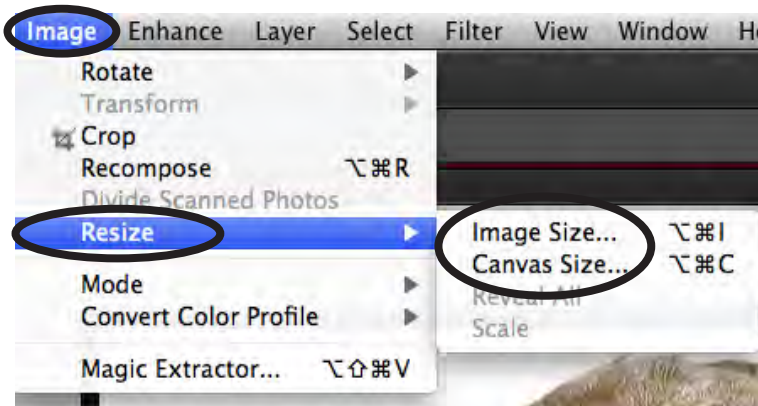 Image Enhance Layer Select Filter View Window
Rotate
Transform
Crop
Recompose ⌥⌘R
Divide Scanned Photos
Resize
Image Size... ⌥⌘I
Canvas Size... ⌥⌘C
Reveal All
Scale
Mode
Convert Color Profile
Magic Extractor... ⌥⇧⌘V